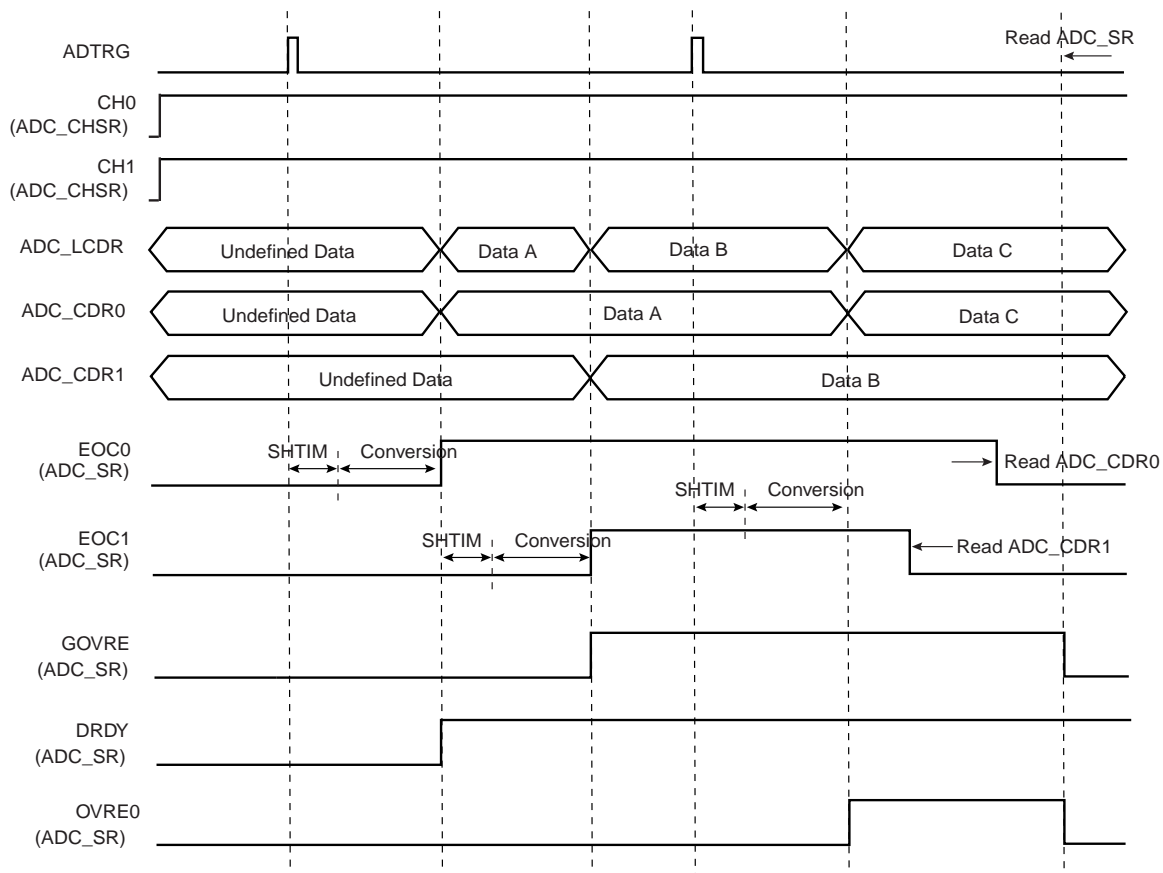 ADTRG
Read ADC_SR
CH0
(ADC_CHSR)
CH1
(ADC_CHSR)
ADC_LCDR
Undefined Data
Data A
Data B
Data C
ADC_CDR0
Undefined Data
Data A
Data C
ADC_CDR1
Undefined Data
Data B
EOC0
(ADC_SR)
SHTIM
Conversion
Read ADC_CDR0
SHTIM
Conversion
EOC1
(ADC_SR)
SHTIM
Conversion
Read ADC_CDR1
GOVRE
(ADC_SR)
DRDY
(ADC_SR)
OVRE0
(ADC_SR)